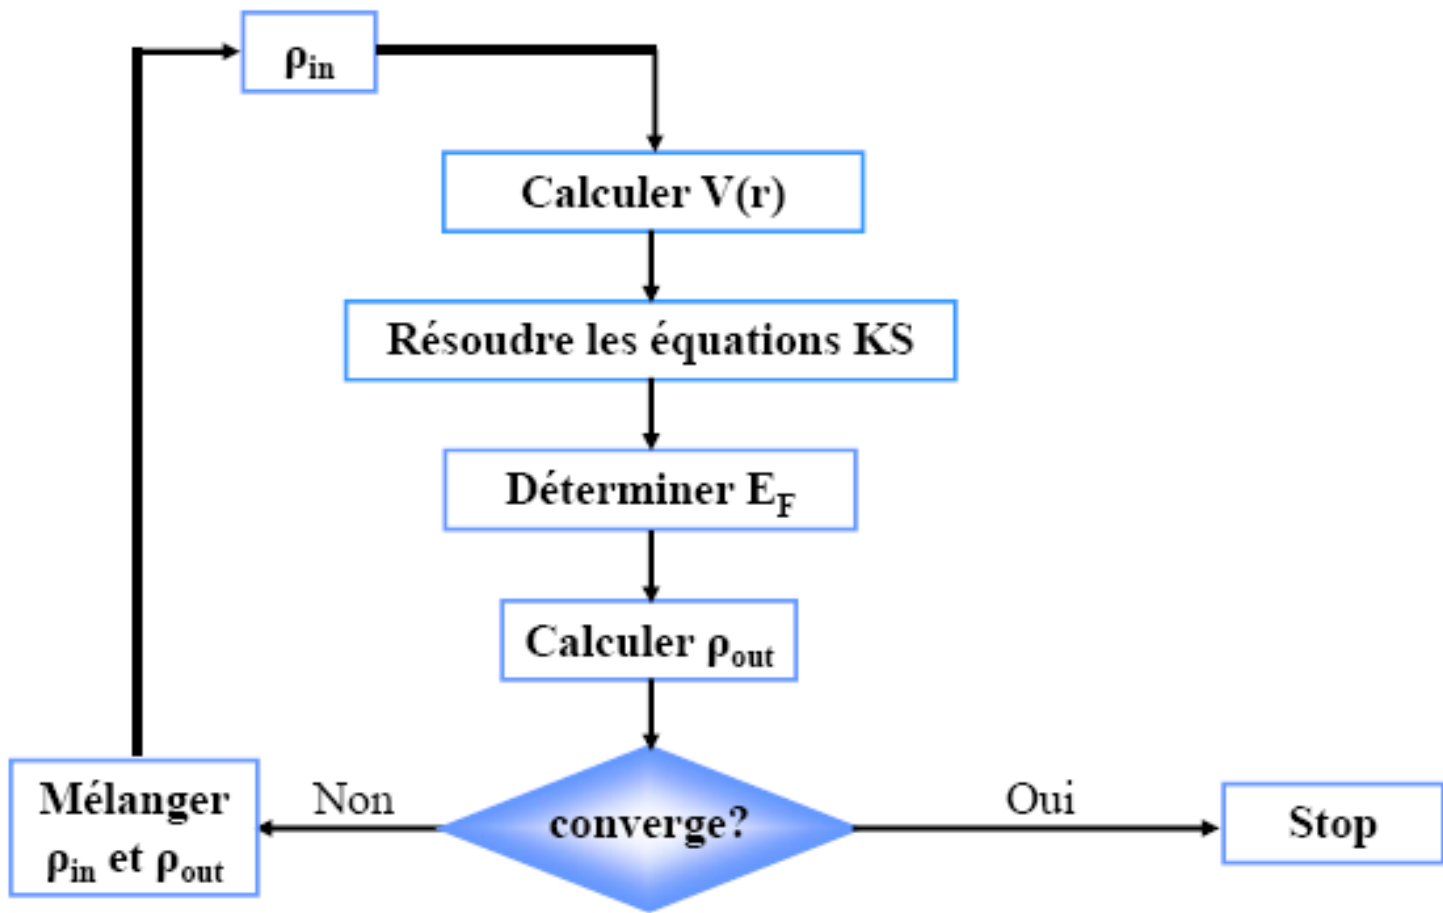 ρin
Calculer V(r)
Résoudre les équations KS
Déterminer EF
Calculer ρout
converge?
Non
Mélanger
ρin et ρout
Oui
Stop